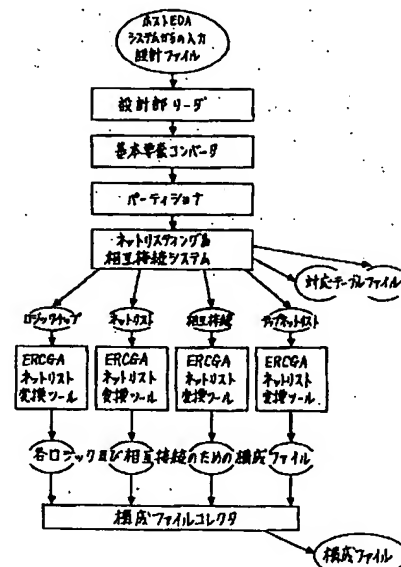 ホストEDA
システムからの入力
設計ファイル
設計部リーダ
基本要素コンバータ
パーティショナ
ネットリスティング&
相互接続システム
対応テーブルファイル
ロジックチップ
ネットリスト
相互接続
チップネットリスト
ERCGA
ネットリスト
変換ツール
ERCGA
ネットリスト
変換ツール
ERCGA
ネットリスト
変換ツール
ERCGA
ネットリスト
変換ツール
各ロジック及び相互接続のための構成ファイル
構成ファイルコレクタ
構成ファイル